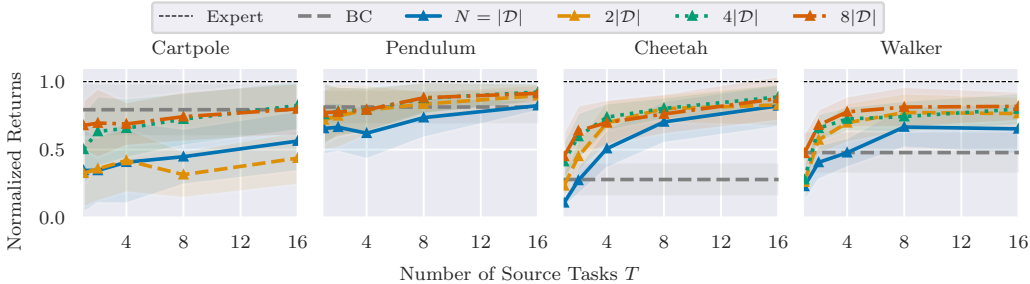 Expert BC N = |𝒟| 2|𝒟| 4|𝒟| 8|𝒟|
Cartpole Pendulum Cheetah Walker
Normalized Returns
1.0
0.5
0.0
4 8 12 16 4 8 12 16 4 8 12 16 4 8 12 16
Number of Source Tasks T